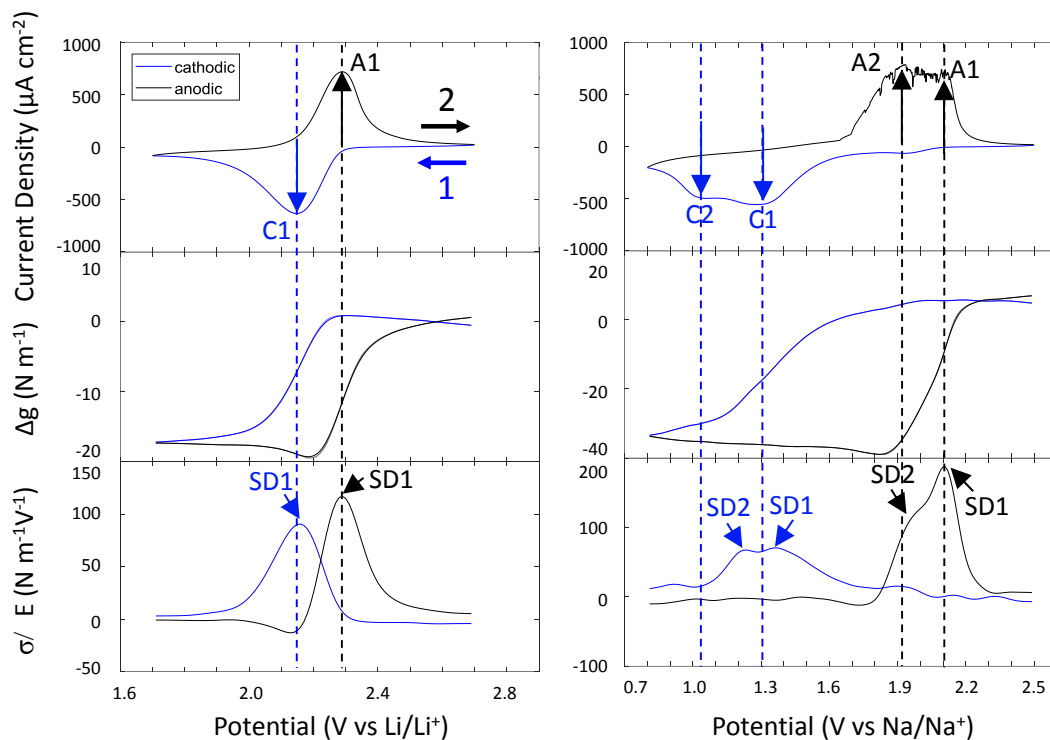 Current Density (µA cm⁻²)
1000
500
0
-500
-1000
cathodic
anodic
A1
2
1
C1
1000
500
0
-500
-1000
A2
A1
C2
C1
Δg (N m⁻¹)
10
0
-10
-20
20
0
-20
-40
σ/ E (N m⁻¹V⁻¹)
150
100
50
0
-50
SD1
SD1
200
100
0
-100
SD2
SD1
SD2
SD1
1.6
2.0
2.4
2.8
Potential (V vs Li/Li⁺)
0.7
1.0
1.3
1.6
1.9
2.2
2.5
Potential (V vs Na/Na⁺)